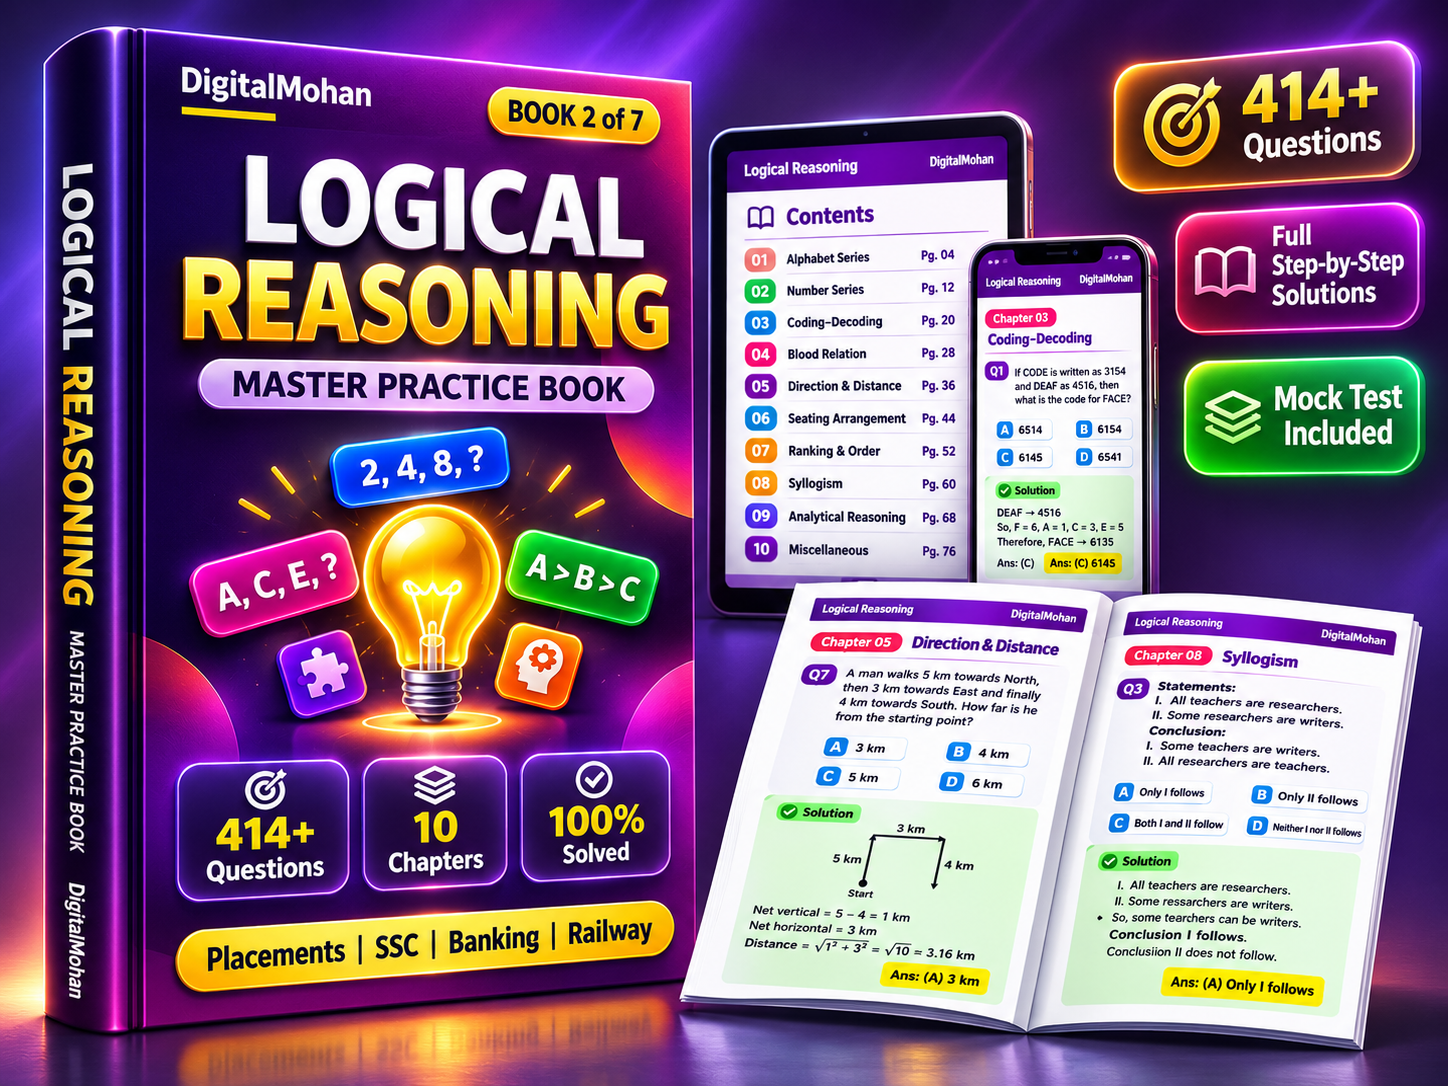 DigitalMohan
BOOK 2 of 7
LOGICAL
REASONING
MASTER PRACTICE BOOK
2, 4, 8, ?
A, C, E, ?
A > B > C
414+
Questions
10
Chapters
100%
Solved
Placements | SSC | Banking | Railway
LOGICAL REASONING MASTER PRACTICE BOOK DigitalMohan
Logical Reasoning DigitalMohan
Contents
01 Alphabet Series Pg. 04
02 Number Series Pg. 12
03 Coding-Decoding Pg. 20
04 Blood Relation Pg. 28
05 Direction & Distance Pg. 36
06 Seating Arrangement Pg. 44
07 Ranking & Order Pg. 52
08 Syllogism Pg. 60
09 Analytical Reasoning Pg. 68
10 Miscellaneous Pg. 76
Logical Reasoning DigitalMohan
Chapter 03
Coding-Decoding
Q1 If CODE is written as 3154
and DEAF as 4516, then
what is the code for FACE?
A 6514 B 6154
C 6145 D 6541
Solution
DEAF → 4516
So, F = 6, A = 1, C = 3, E = 5
Therefore, FACE → 6135
Ans: (C) Ans: (C) 6145
414+
Questions
Full
Step-by-Step
Solutions
Mock Test
Included
Logical Reasoning DigitalMohan
Chapter 05 Direction & Distance
Q7 A man walks 5 km towards North,
then 3 km towards East and finally
4 km towards South. How far is he
from the starting point?
A 3 km B 4 km
C 5 km D 6 km
Solution
3 km
5 km
4 km
Start
Net vertical = 5 – 4 = 1 km
Net horizontal = 3 km
Distance = √1² + 3² = √10 = 3.16 km
Ans: (A) 3 km
Logical Reasoning DigitalMohan
Chapter 08 Syllogism
Q3 Statements:
I. All teachers are researchers.
II. Some researchers are writers.
Conclusion:
I. Some teachers are writers.
II. All researchers are teachers.
A Only I follows B Only II follows
C Both I and II follow D Neither I nor II follows
Solution
I. All teachers are researchers.
II. Some ressarchers are writers.
• So, some tearchers can be writers.
Conclusion I follows.
Conclusiion II does not follow.
Ans: (A) Only I follows